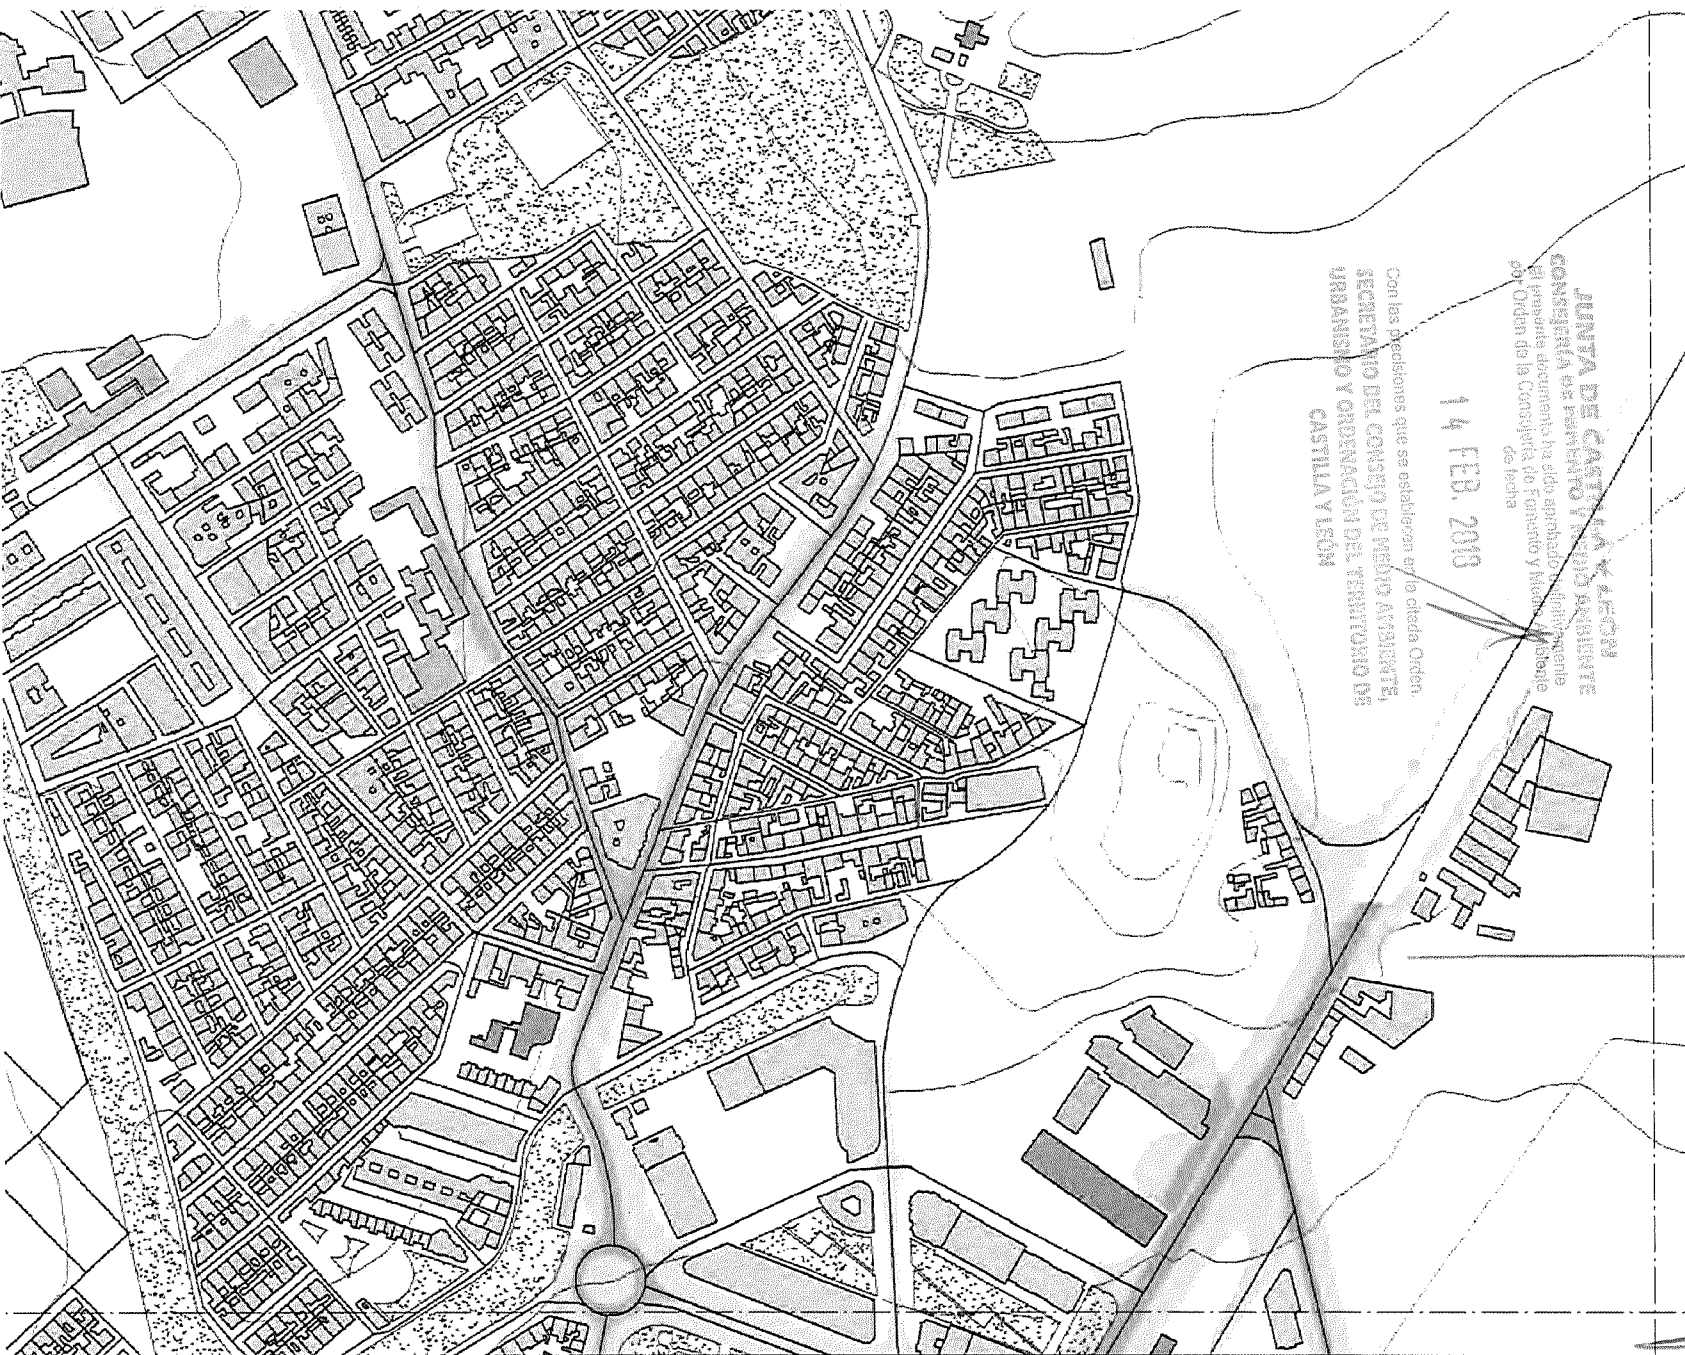 JUNTA DE CASTILLA Y LEÓN
CONSEJERÍA DE FOMENTO Y MEDIO AMBIENTE
El presente documento ha sido aprobado definitivamente
por Orden de la Consejería de Fomento y Medio Ambiente
de fecha
14 FEB. 2010
Con las precisiones que se establecen en la citada Orden.
SECRETARIO DEL CONSEJO DE MEDIO AMBIENTE,
URBANISMO Y ORDENACIÓN DEL TERRITORIO DE
CASTILLA Y LEÓN